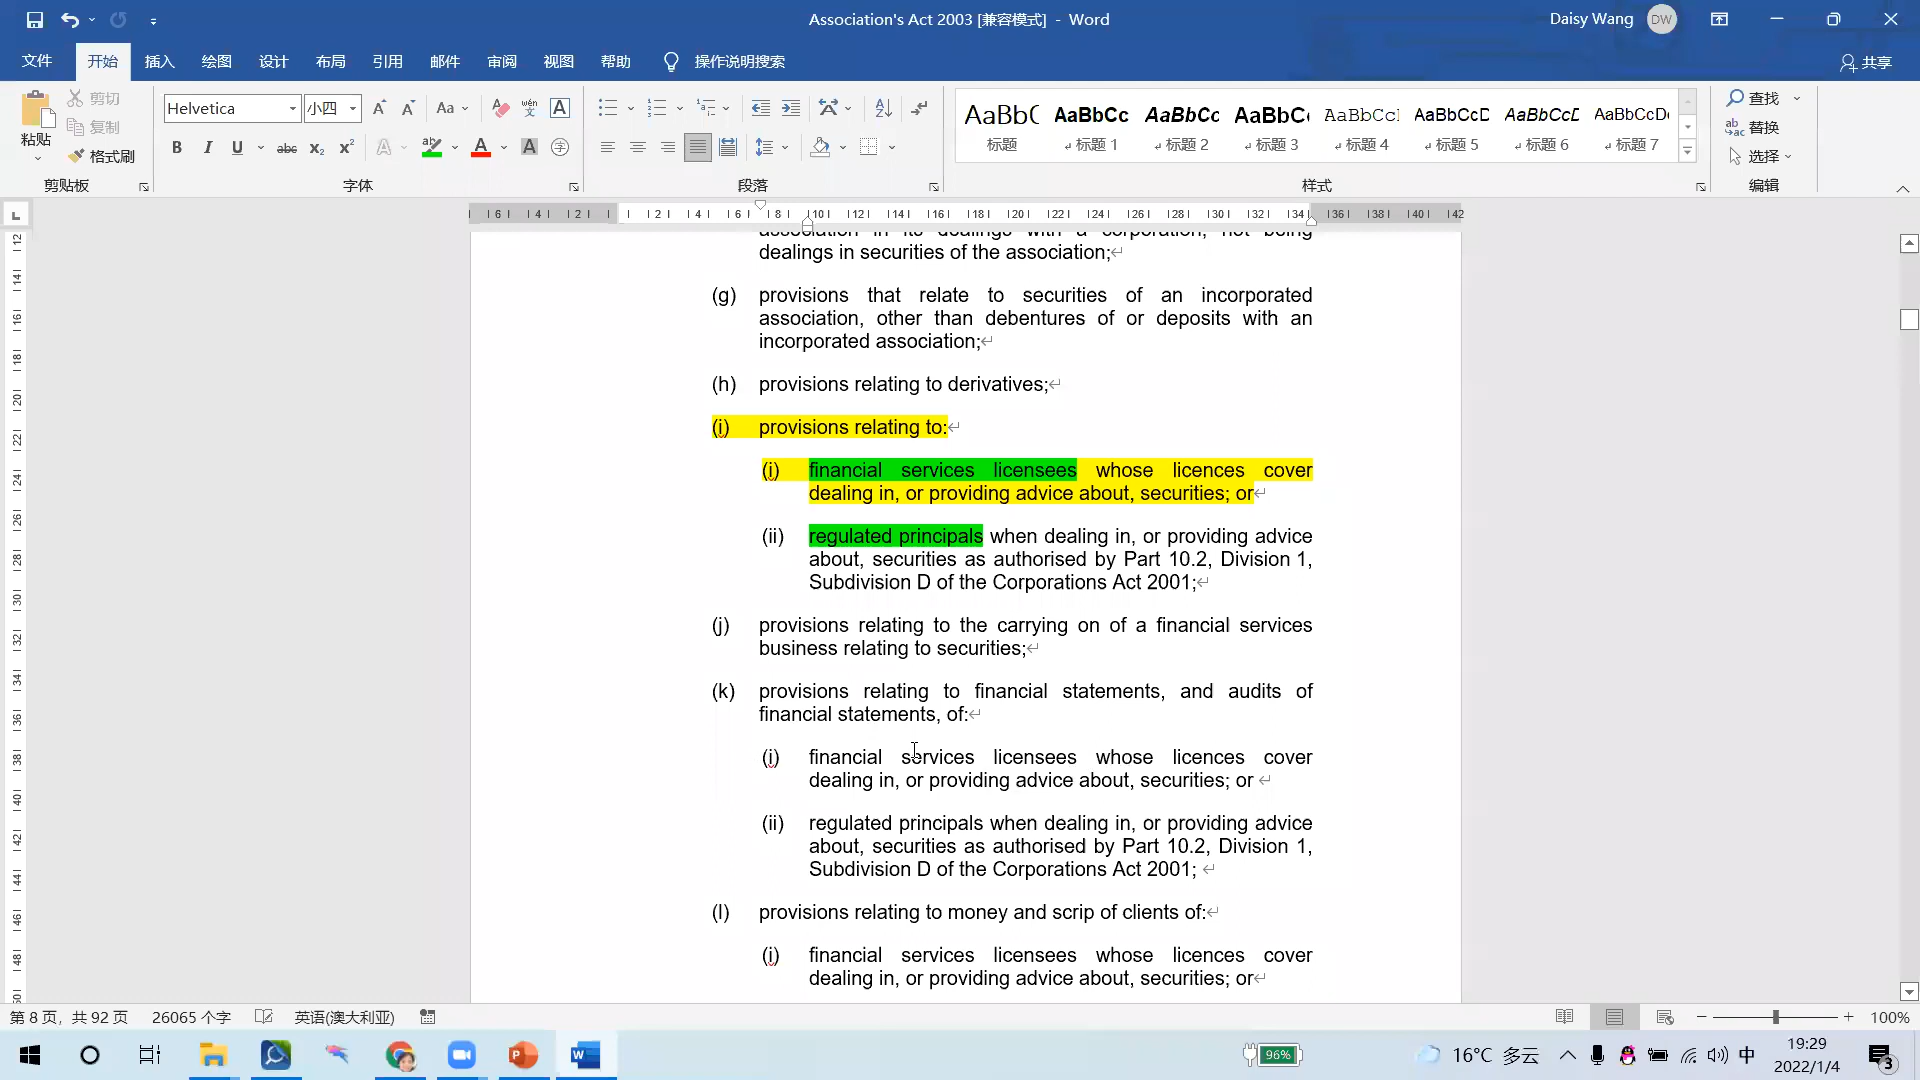 Association's Act 2003 [兼容模式] - Word
Daisy Wang
DW
文件
开始
插入
绘图
设计
布局
引用
邮件
审阅
视图
帮助
操作说明搜索
共享
粘贴
剪切
复制
格式刷
剪贴板
Helvetica
小四
字体
段落
AaBbC
标题
AaBbCc
标题 1
AaBbCc
标题 2
AaBbC
标题 3
AaBbCcI
标题 4
AaBbCcD
标题 5
AaBbCcL
标题 6
AaBbCcD
标题 7
样式
查找
替换
选择
编辑
association in its dealings with a corporation, not being
dealings in securities of the association;
(g) provisions that relate to securities of an incorporated
association, other than debentures of or deposits with an
incorporated association;
(h) provisions relating to derivatives;
(i) provisions relating to:
(i) financial services licensees whose licences cover
dealing in, or providing advice about, securities; or
(ii) regulated principals when dealing in, or providing advice
about, securities as authorised by Part 10.2, Division 1,
Subdivision D of the Corporations Act 2001;
(j) provisions relating to the carrying on of a financial services
business relating to securities;
(k) provisions relating to financial statements, and audits of
financial statements, of:
(i) financial services licensees whose licences cover
dealing in, or providing advice about, securities; or
(ii) regulated principals when dealing in, or providing advice
about, securities as authorised by Part 10.2, Division 1,
Subdivision D of the Corporations Act 2001;
(l) provisions relating to money and scrip of clients of:
(i) financial services licensees whose licences cover
dealing in, or providing advice about, securities; or
第 8 页，共 92 页
26065 个字
英语(澳大利亚)
100%
96%
16°C 多云
中
19:29
2022/1/4
3